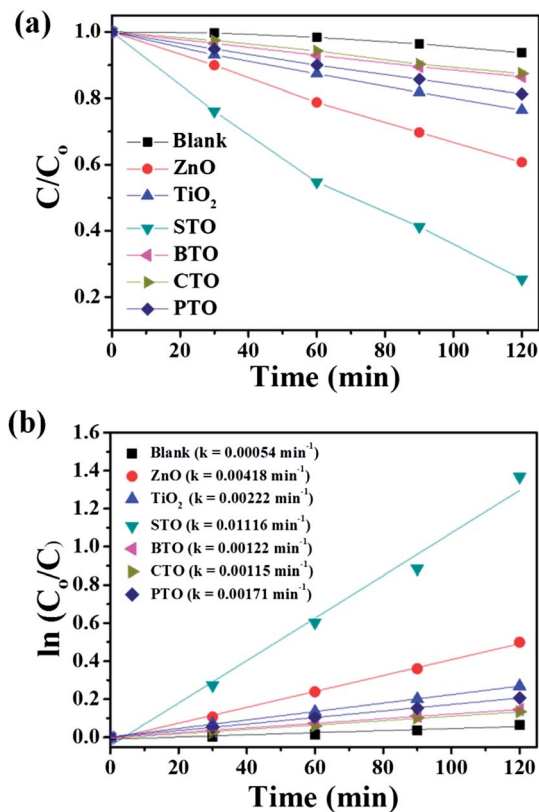 (a)
1.0
0.8
0.6
0.4
0.2
C/Co
Blank
ZnO
TiO2
STO
BTO
CTO
PTO
0 20 40 60 80 100 120
Time (min)
(b)
1.6
1.4
1.2
1.0
0.8
0.6
0.4
0.2
0.0
ln (Co/C)
Blank (k = 0.00054 min-1)
ZnO (k = 0.00418 min-1)
TiO2 (k = 0.00222 min-1)
STO (k = 0.01116 min-1)
BTO (k = 0.00122 min-1)
CTO (k = 0.00115 min-1)
PTO (k = 0.00171 min-1)
0 20 40 60 80 100 120
Time (min)